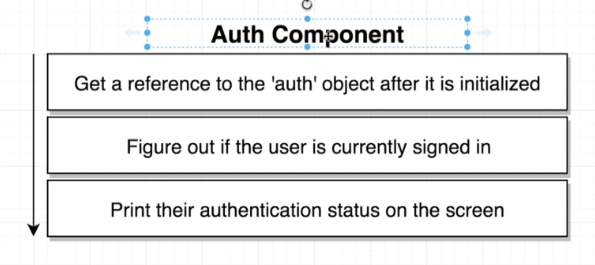 Auth Component
Get a reference to the 'auth' object after it is initialized
Figure out if the user is currently signed in
Print their authentication status on the screen